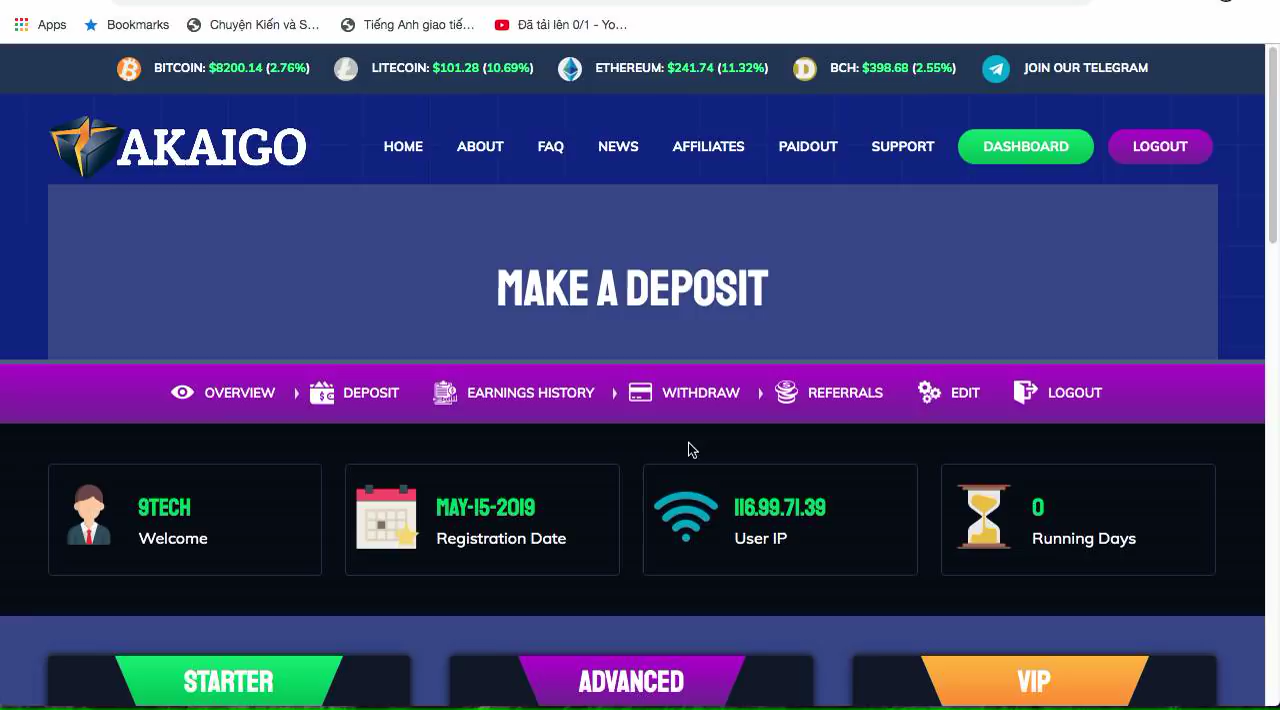 Apps Bookmarks Chuyện Kiến và S... Tiếng Anh giao tiế... Đã tải lên 0/1 - Yo...
BITCOIN: $8200.14 (2.76%) LITECOIN: $101.28 (10.69%) ETHEREUM: $241.74 (11.32%) BCH: $398.68 (2.55%) JOIN OUR TELEGRAM
AKAIGO HOME ABOUT FAQ NEWS AFFILIATES PAIDOUT SUPPORT DASHBOARD LOGOUT
MAKE A DEPOSIT
OVERVIEW DEPOSIT EARNINGS HISTORY WITHDRAW REFERRALS EDIT LOGOUT
9TECH MAY-15-2019 116.99.71.39 0
Welcome Registration Date User IP Running Days
STARTER ADVANCED VIP